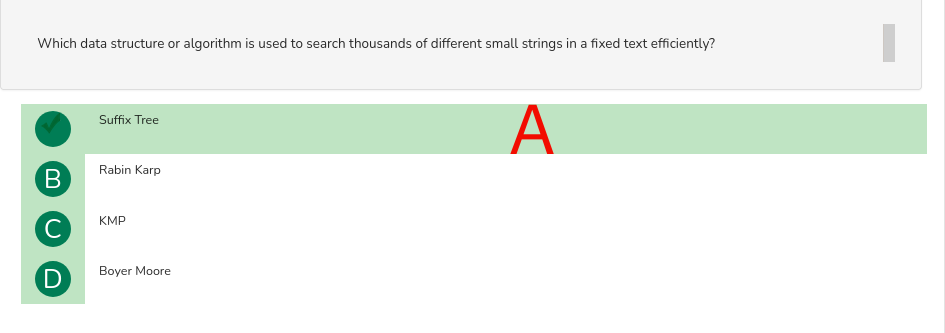 Which data structure or algorithm is used to search thousands of different small strings in a fixed text efficiently?
Suffix Tree
A
B
Rabin Karp
C
KMP
D
Boyer Moore